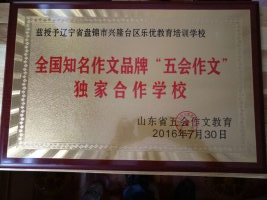 兹授予辽宁省盘锦市兴隆台区乐优教育培训学校
全国知名作文品牌“五会作文”
独家合作学校
山东省五会作文教育
2016年7月30日